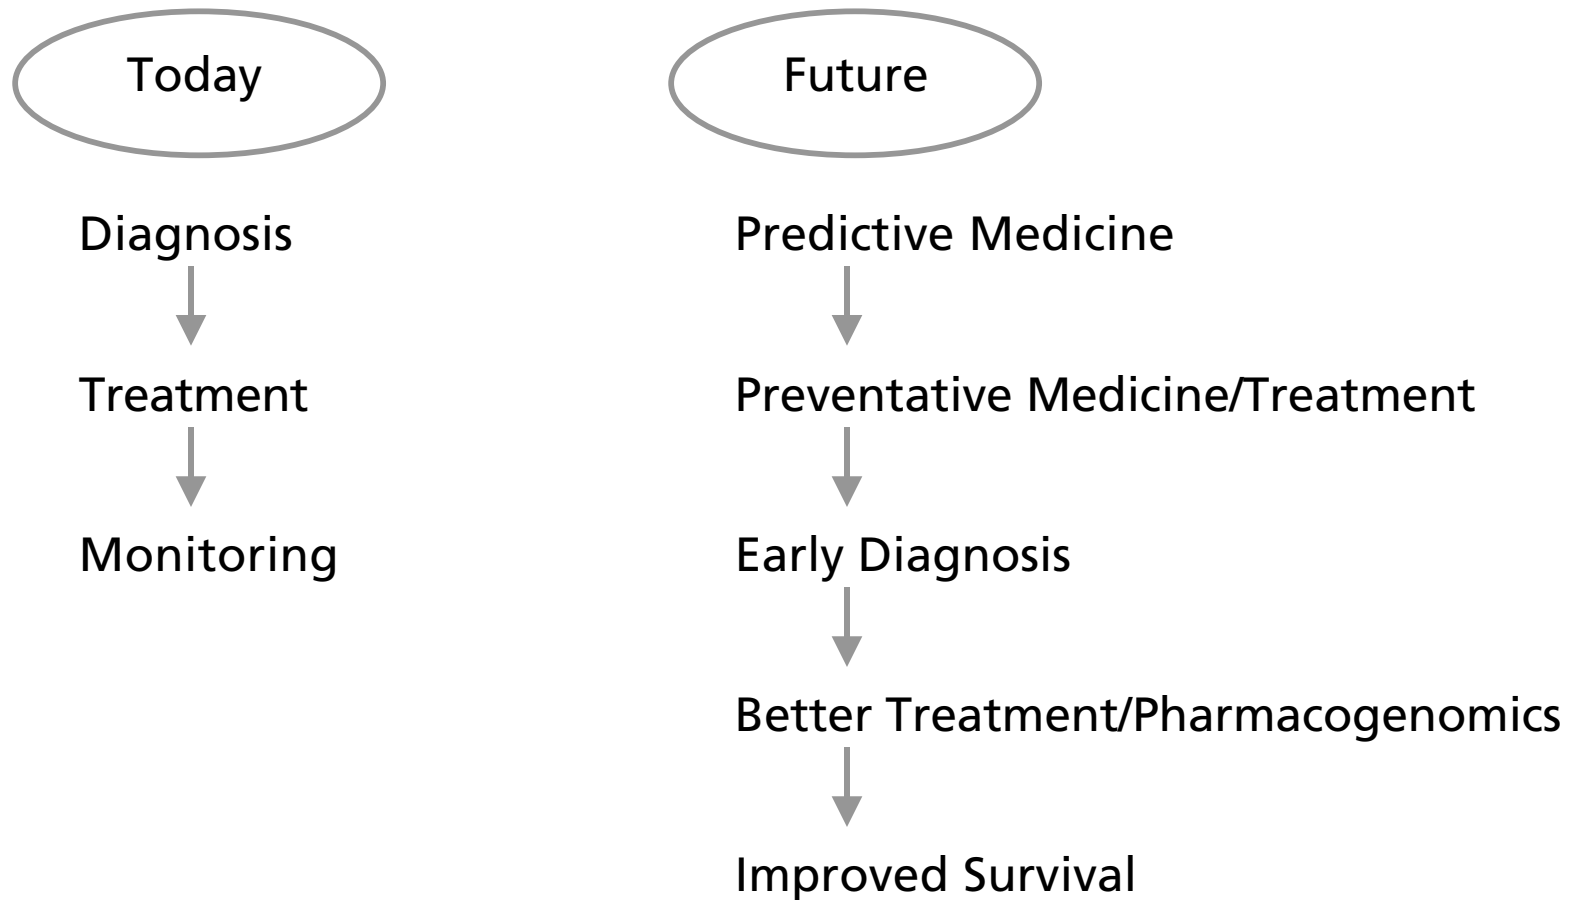 Today
Diagnosis
Treatment
Monitoring
Future
Predictive Medicine
Preventative Medicine/Treatment
Early Diagnosis
Better Treatment/Pharmacogenomics
Improved Survival